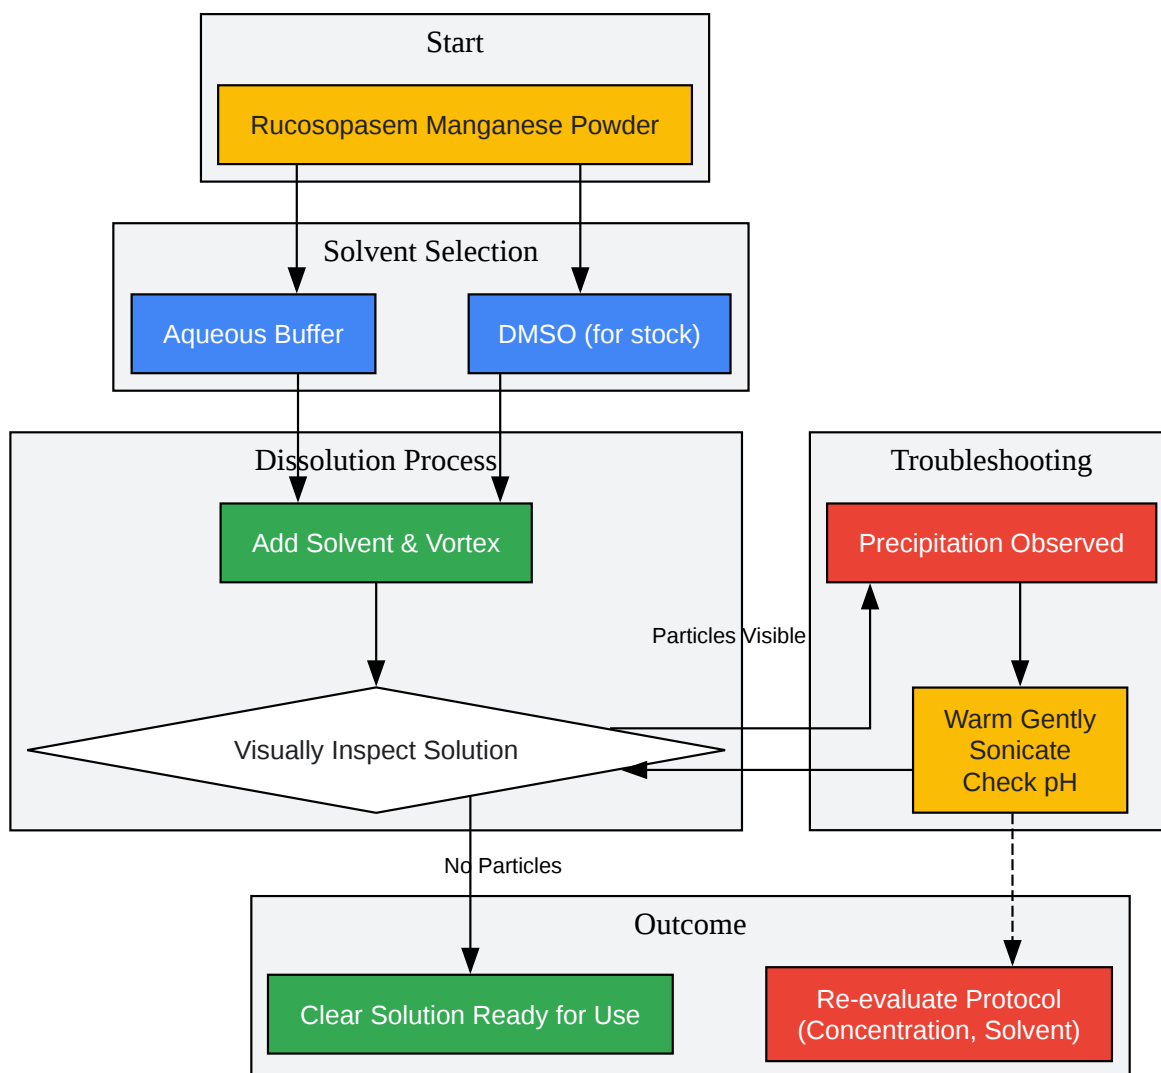 Start
Rucosopasem Manganese Powder
Solvent Selection
Aqueous Buffer
DMSO (for stock)
Dissolution Process
Add Solvent & Vortex
Visually Inspect Solution
Particles Visible
Troubleshooting
Precipitation Observed
Warm Gently
Sonicate
Check pH
No Particles
Outcome
Clear Solution Ready for Use
Re-evaluate Protocol
(Concentration, Solvent)